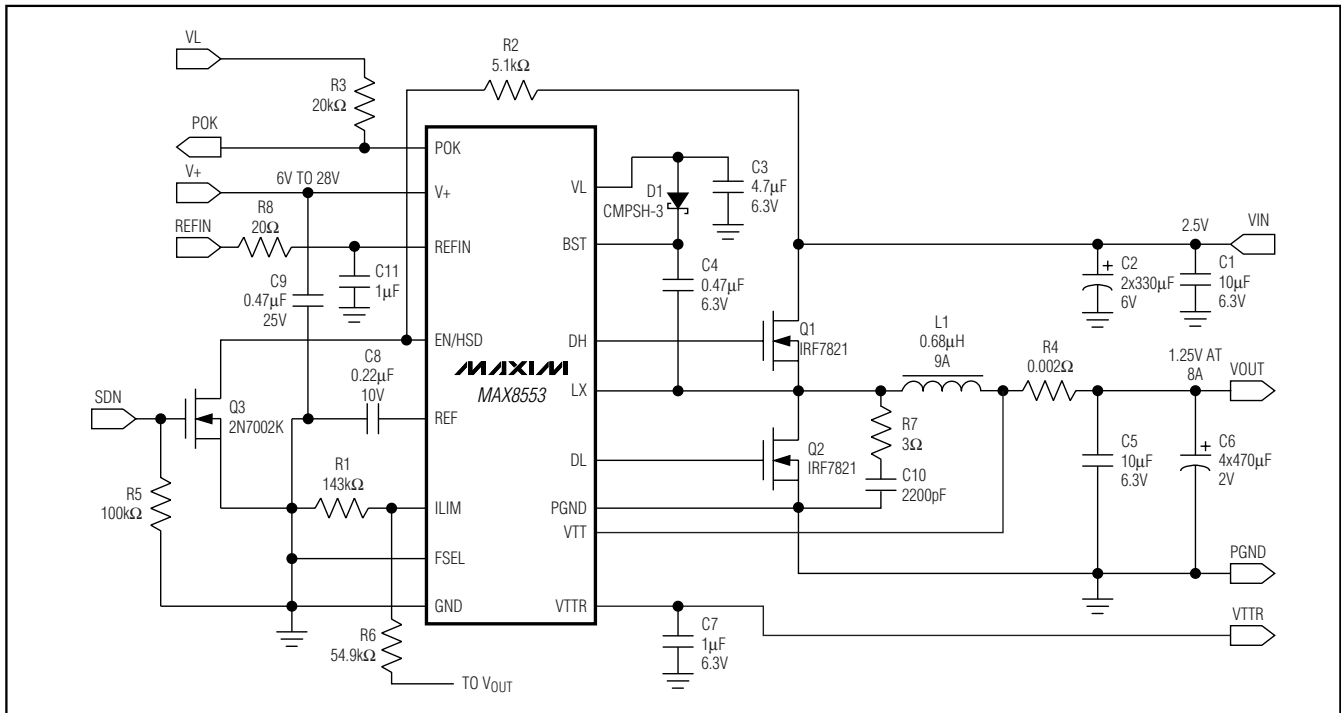 VL
R3
20kΩ
POK
V+
6V TO 28V
REFIN
R8
20Ω
C11
1μF
C9
0.47μF
25V
R2
5.1kΩ
SDN
Q3
2N7002K
R5
100kΩ
C8
0.22μF
10V
R1
143kΩ
R6
54.9kΩ
TO VOUT
POK
V+
REFIN
EN/HSD
REF
ILIM
FSEL
GND
MAXIM
MAX8553
VL
BST
DH
LX
DL
PGND
VTT
VTTR
D1
CMPSH-3
C3
4.7μF
6.3V
C4
0.47μF
6.3V
Q1
IRF7821
Q2
IRF7821
L1
0.68μH
9A
R7
3Ω
C10
2200pF
R4
0.002Ω
2.5V
VIN
C2
2x330μF
6V
C1
10μF
6.3V
1.25V AT
8A
VOUT
C5
10μF
6.3V
C6
4x470μF
2V
PGND
C7
1μF
6.3V
VTTR